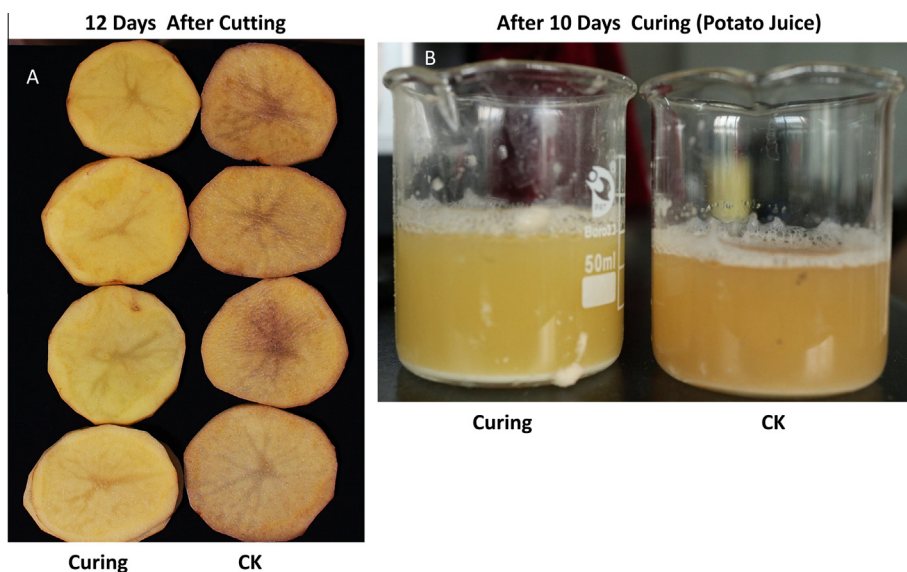 12 Days After Cutting
After 10 Days Curing (Potato Juice)
A
B
50ml
Curing
CK
Curing
CK